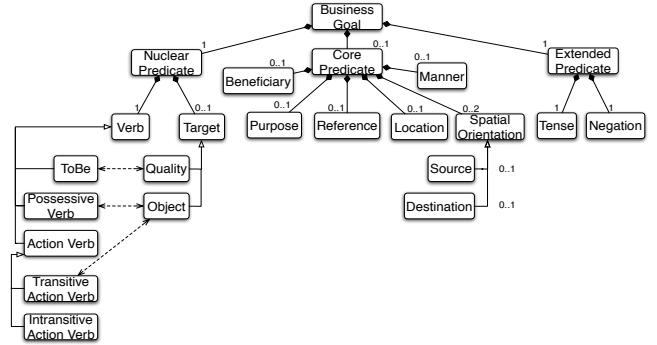 Business
Goal
1
0..1
1
Nuclear
Predicate
Core
Predicate
Extended
Predicate
0..1
Beneficiary
0..1
Manner
1
0..1
0..1
0..1
0..1
0..2
1
1
Verb
Target
Purpose
Reference
Location
Spatial
Orientation
Tense
Negation
ToBe
Quality
Source
0..1
Possessive
Verb
Object
Destination
0..1
Action Verb
Transitive
Action Verb
Intransitive
Action Verb